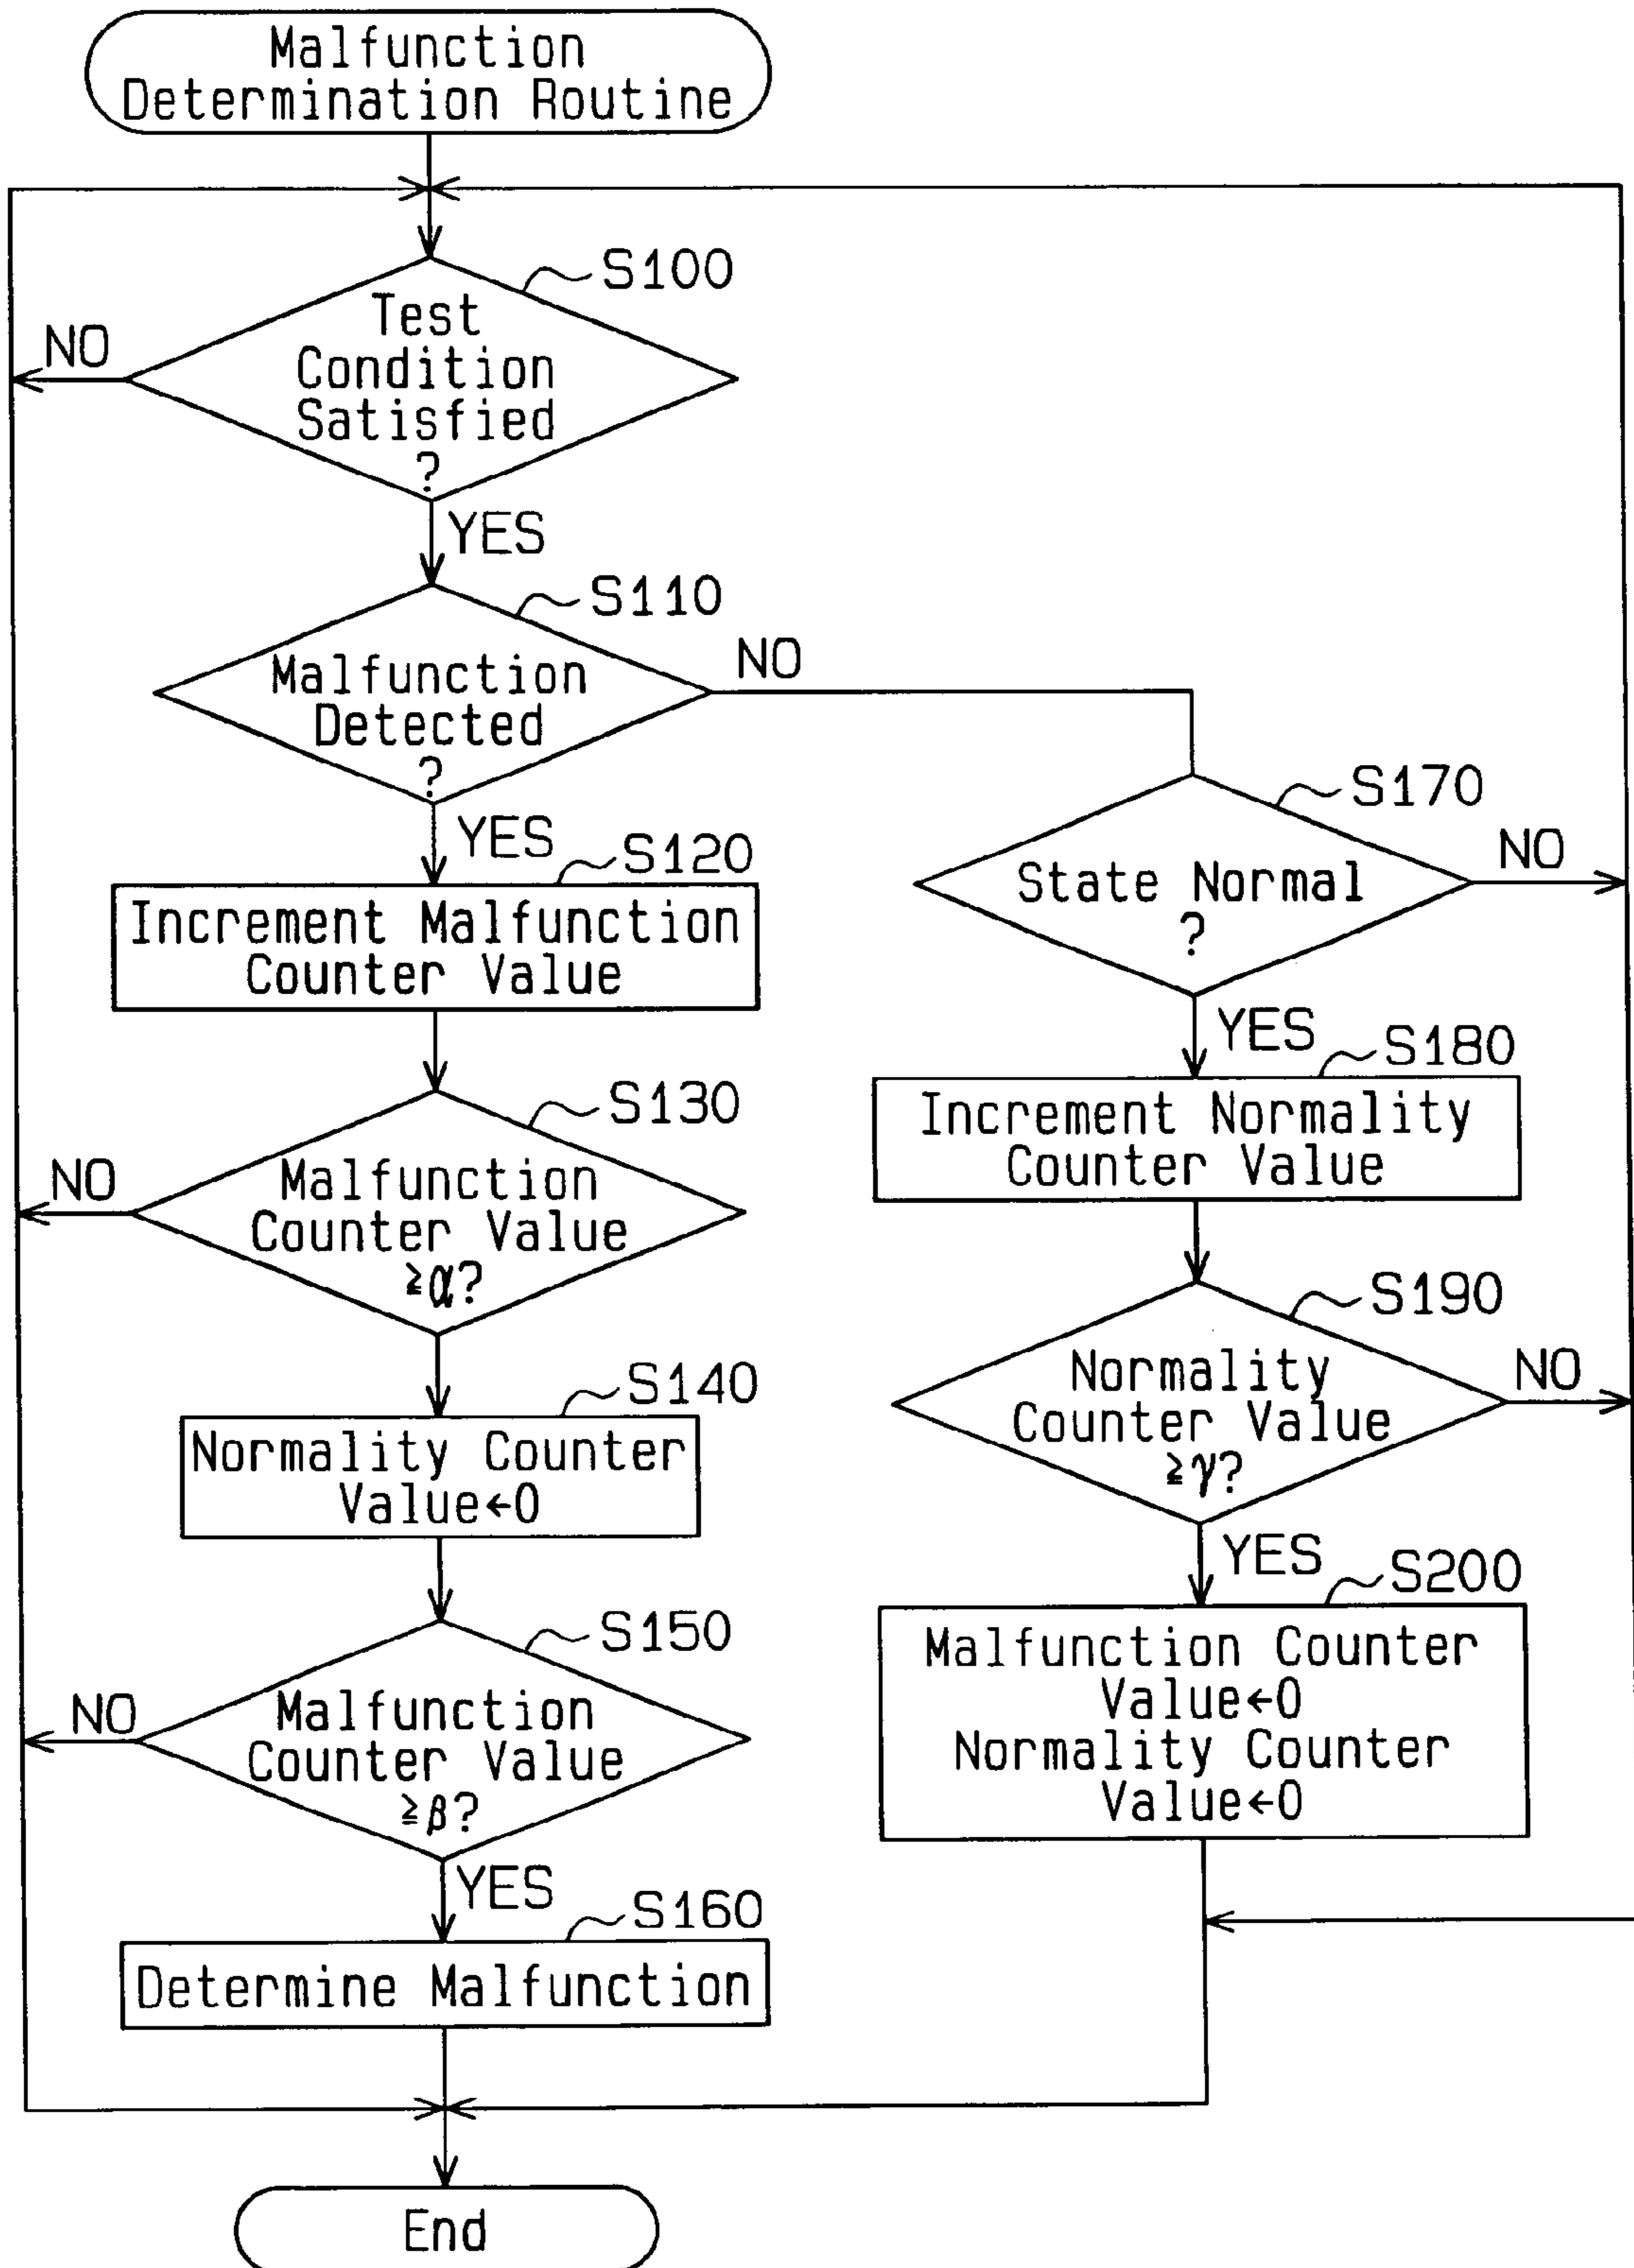 Malfunction
Determination Routine
S100
Test
Condition
Satisfied
?
NO
YES
S110
Malfunction
Detected
?
NO
YES
S120
Increment Malfunction
Counter Value
S130
Malfunction
Counter Value
≧α?
NO
S140
Normality Counter
Value←0
S150
Malfunction
Counter Value
≧β?
NO
YES
S160
Determine Malfunction
S170
State Normal
?
NO
YES
S180
Increment Normality
Counter Value
S190
Normality
Counter Value
≧γ?
NO
YES
S200
Malfunction Counter
Value←0
Normality Counter
Value←0
End